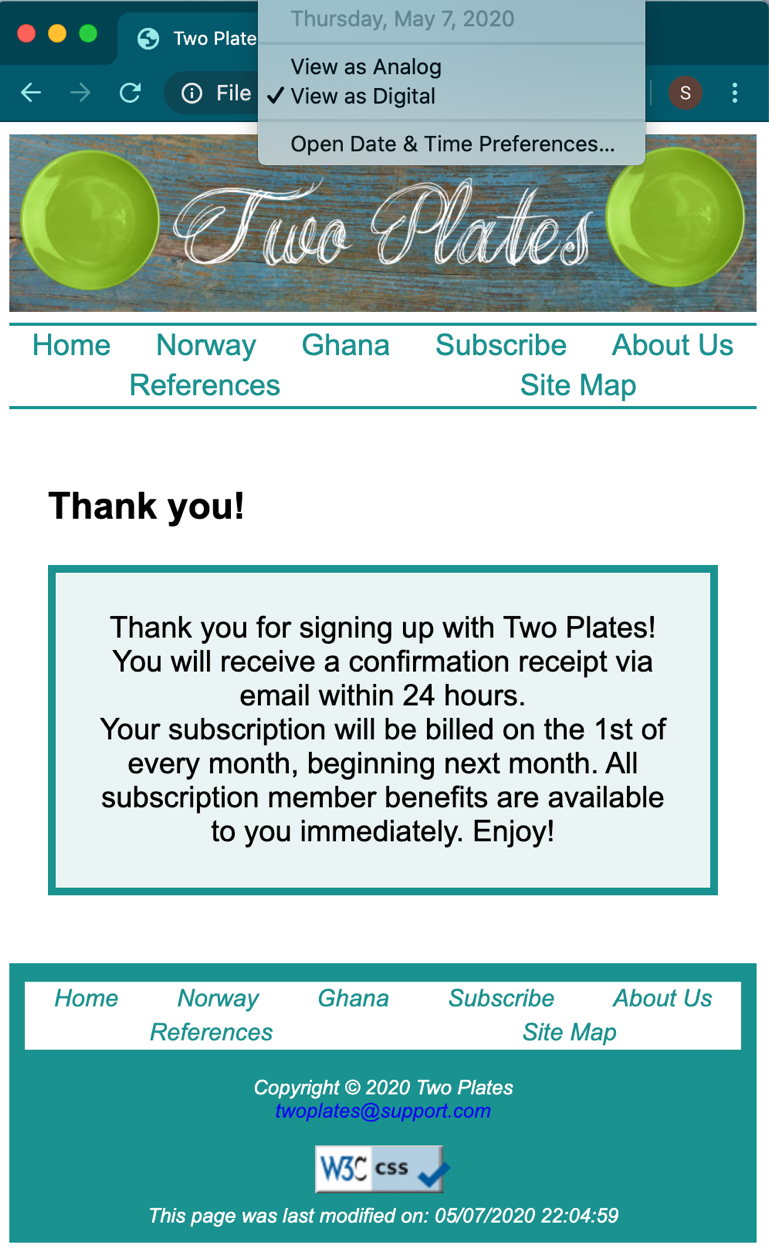 Thursday, May 7, 2020
Two Plate
View as Analog
File
✓ View as Digital
S
Open Date & Time Preferences...
Two Plates
Home Norway Ghana Subscribe About Us
References Site Map
Thank you!
Thank you for signing up with Two Plates!
You will receive a confirmation receipt via
email within 24 hours.
Your subscription will be billed on the 1st of
every month, beginning next month. All
subscription member benefits are available
to you immediately. Enjoy!
Home Norway Ghana Subscribe About Us
References Site Map
Copyright © 2020 Two Plates
twoplates@support.com
W3C css
This page was last modified on: 05/07/2020 22:04:59